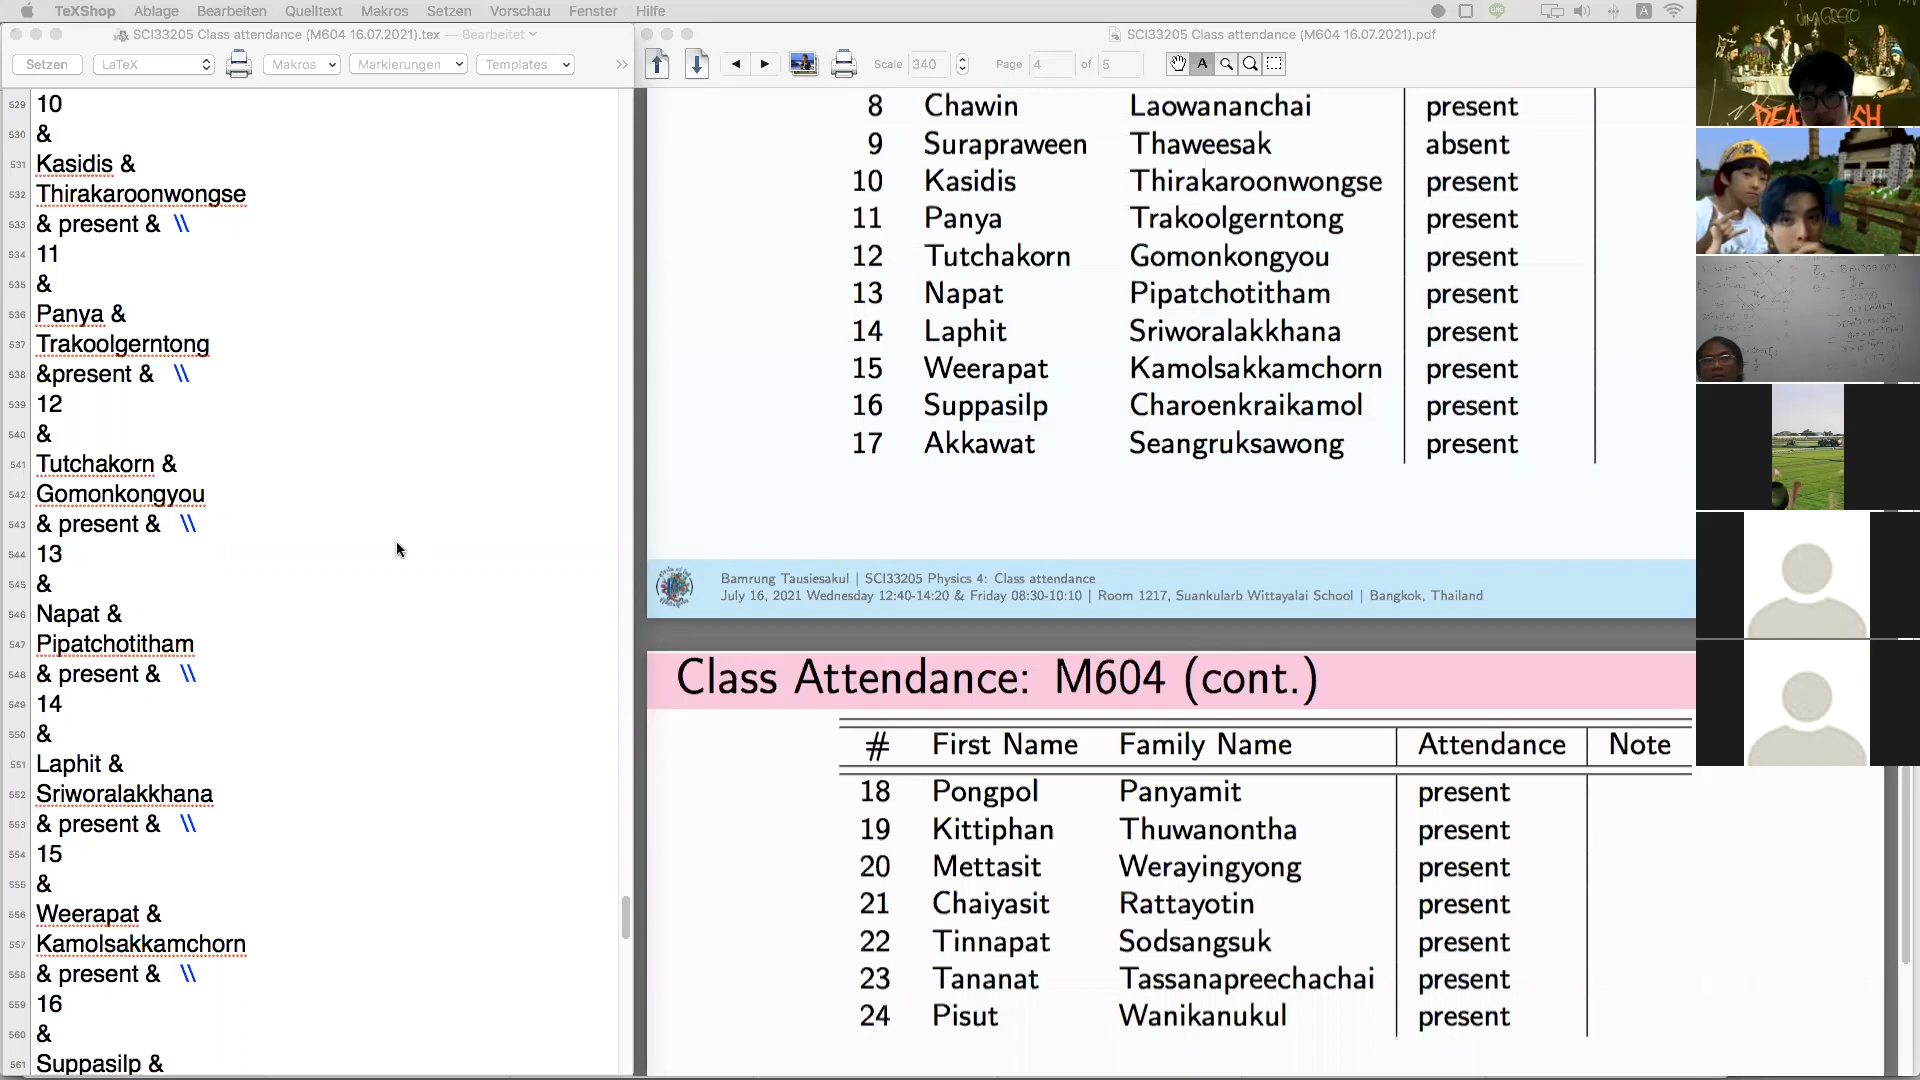 TeXShop Ablage Bearbeiten Quelltext Makros Setzen Vorschau Fenster Hilfe
SCI33205 Class attendance (M604 16.07.2021).tex — Bearbeitet
Setzen LaTeX Makros Markierungen Templates
529 10
530 &
531 Kasidis &
532 Thirakaroonwongse
533 & present & \\
534 11
535 &
536 Panya &
537 Trakoolgerntong
538 &present & \\
539 12
540 &
541 Tutchakorn &
542 Gomonkongyou
543 & present & \\
544 13
545 &
546 Napat &
547 Pipatchotitham
548 & present & \\
549 14
550 &
551 Laphit &
552 Sriworalakkhana
553 & present & \\
554 15
555 &
556 Weerapat &
557 Kamolsakkamchorn
558 & present & \\
559 16
560 &
561 Suppasilp &
SCI33205 Class attendance (M604 16.07.2021).pdf
Scale 340 Page 4 of 5 A
8 Chawin Laowananchai present
9 Surapraween Thaweesak absent
10 Kasidis Thirakaroonwongse present
11 Panya Trakoolgerntong present
12 Tutchakorn Gomonkongyou present
13 Napat Pipatchotitham present
14 Laphit Sriworalakkhana present
15 Weerapat Kamolsakkamchorn present
16 Suppasilp Charoenkraikamol present
17 Akkawat Seangruksawong present
Bamrung Tausiesakul | SCI33205 Physics 4: Class attendance
July 16, 2021 Wednesday 12:40-14:20 & Friday 08:30-10:10 | Room 1217, Suankularb Wittayalai School | Bangkok, Thailand
Class Attendance: M604 (cont.)
# First Name Family Name Attendance Note
18 Pongpol Panyamit present
19 Kittiphan Thuwanontha present
20 Mettasit Werayingyong present
21 Chaiyasit Rattayotin present
22 Tinnapat Sodsangsuk present
23 Tananat Tassanapreechachai present
24 Pisut Wanikanukul present